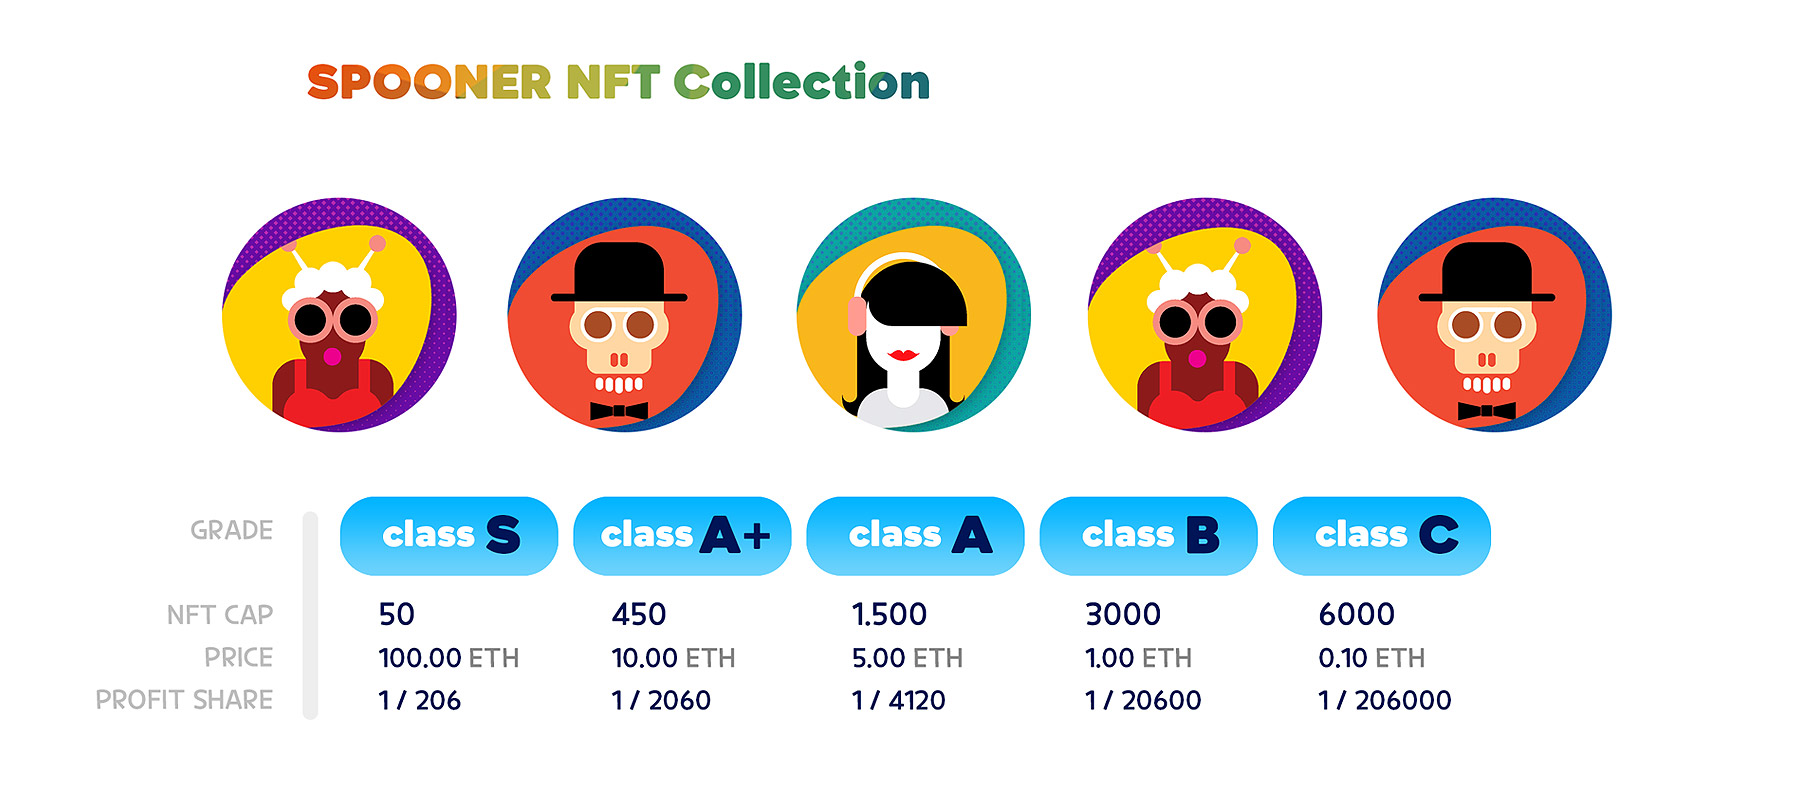 SPOONER NFT Collection
GRADE class S class A+ class A class B class C
NFT CAP 50 450 1.500 3000 6000
PRICE 100.00 ETH 10.00 ETH 5.00 ETH 1.00 ETH 0.10 ETH
PROFIT SHARE 1 / 206 1 / 2060 1 / 4120 1 / 20600 1 / 206000